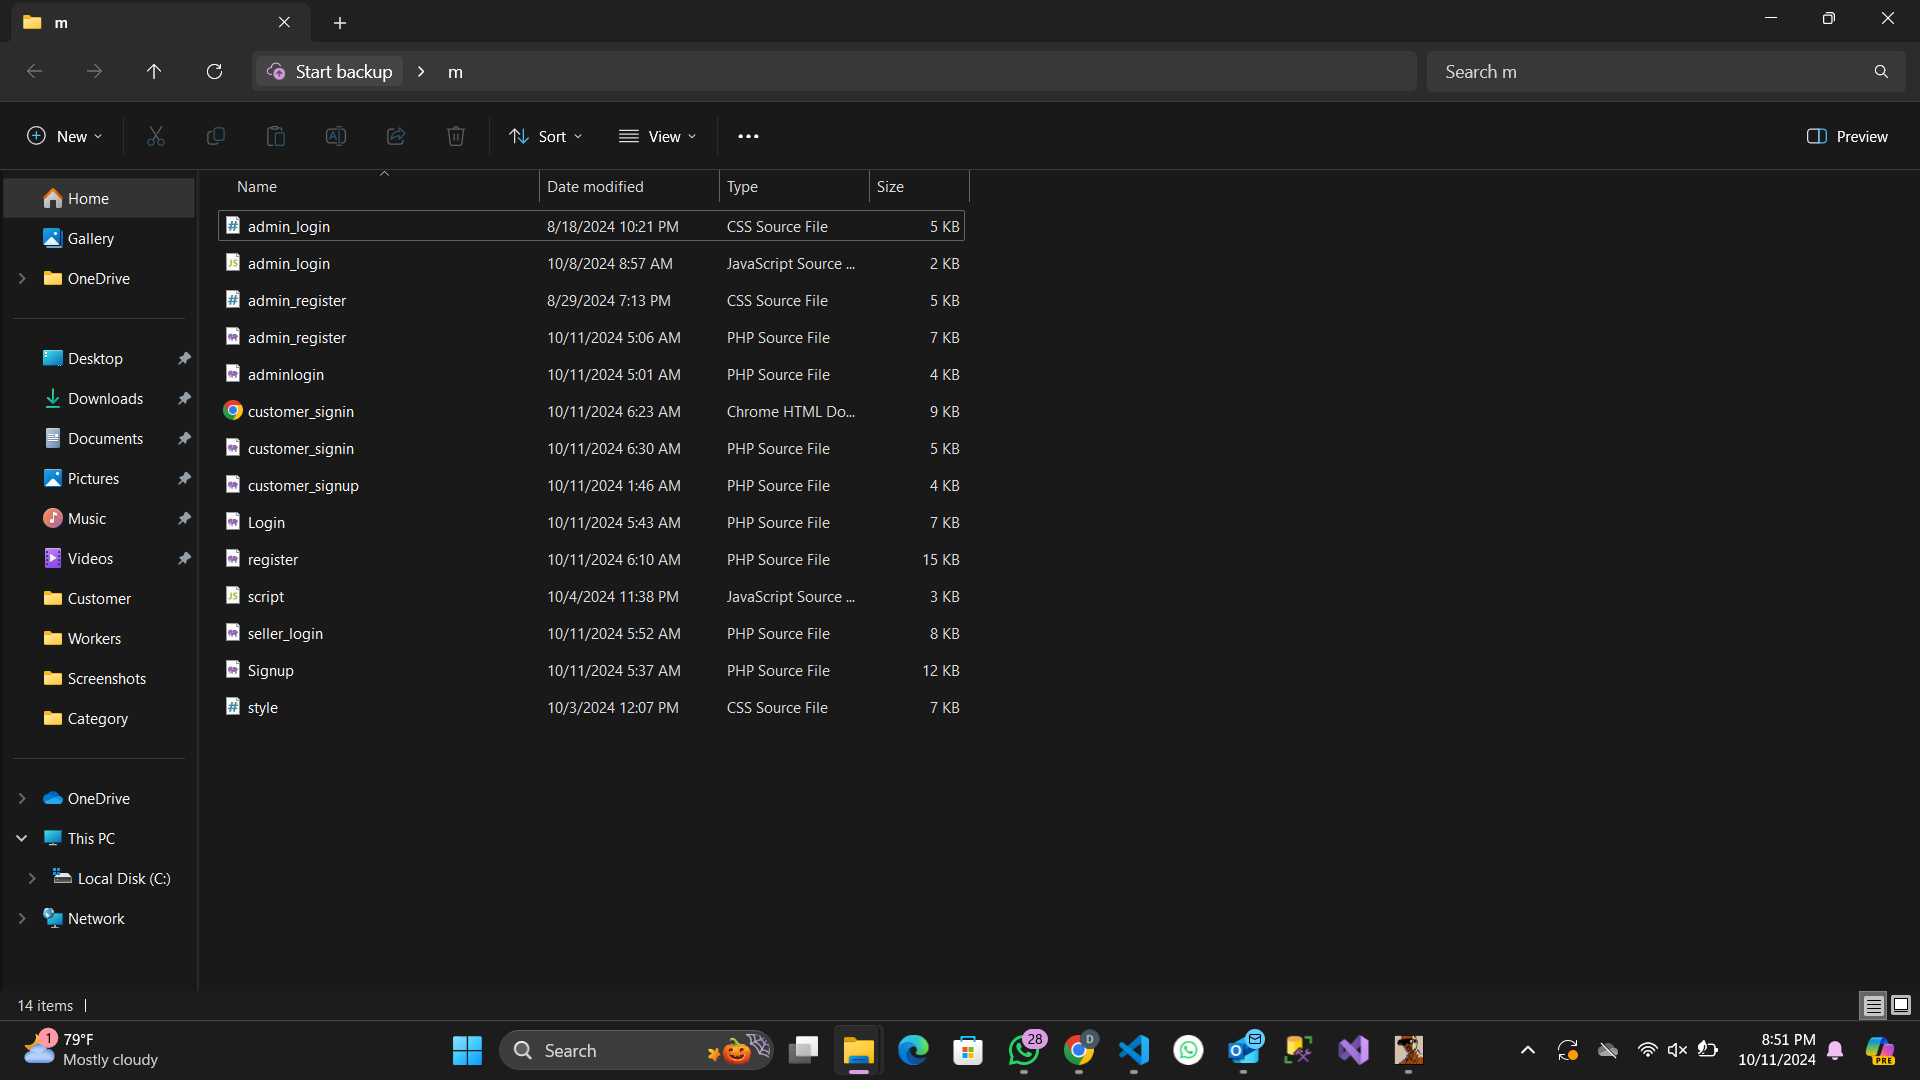 m
Start backup > m
Search m
New
Sort
View
Preview
Name Date modified Type Size
admin_login 8/18/2024 10:21 PM CSS Source File 5 KB
admin_login 10/8/2024 8:57 AM JavaScript Source ... 2 KB
admin_register 8/29/2024 7:13 PM CSS Source File 5 KB
admin_register 10/11/2024 5:06 AM PHP Source File 7 KB
adminlogin 10/11/2024 5:01 AM PHP Source File 4 KB
customer_signin 10/11/2024 6:23 AM Chrome HTML Do... 9 KB
customer_signin 10/11/2024 6:30 AM PHP Source File 5 KB
customer_signup 10/11/2024 1:46 AM PHP Source File 4 KB
Login 10/11/2024 5:43 AM PHP Source File 7 KB
register 10/11/2024 6:10 AM PHP Source File 15 KB
script 10/4/2024 11:38 PM JavaScript Source ... 3 KB
seller_login 10/11/2024 5:52 AM PHP Source File 8 KB
Signup 10/11/2024 5:37 AM PHP Source File 12 KB
style 10/3/2024 12:07 PM CSS Source File 7 KB
Home
Gallery
OneDrive
Desktop
Downloads
Documents
Pictures
Music
Videos
Customer
Workers
Screenshots
Category
OneDrive
This PC
Local Disk (C:)
Network
14 items
1
79°F
Mostly cloudy
Search
28
D
8:51 PM
10/11/2024
PRE